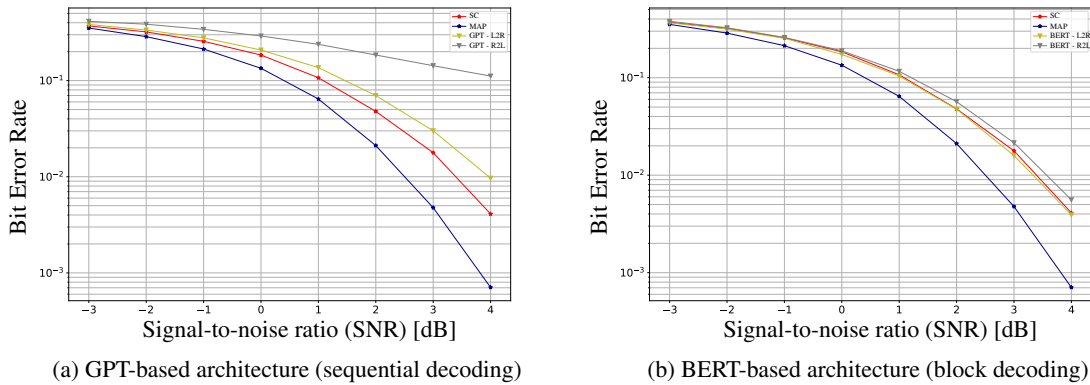 SC
MAP
GPT - L2R
GPT - R2L
10⁻¹
10⁻²
10⁻³
Bit Error Rate
−3 −2 −1 0 1 2 3 4
Signal-to-noise ratio (SNR) [dB]
(a) GPT-based architecture (sequential decoding)
SC
MAP
BERT - L2R
BERT - R2L
10⁻¹
10⁻²
10⁻³
Bit Error Rate
−3 −2 −1 0 1 2 3 4
Signal-to-noise ratio (SNR) [dB]
(b) BERT-based architecture (block decoding)